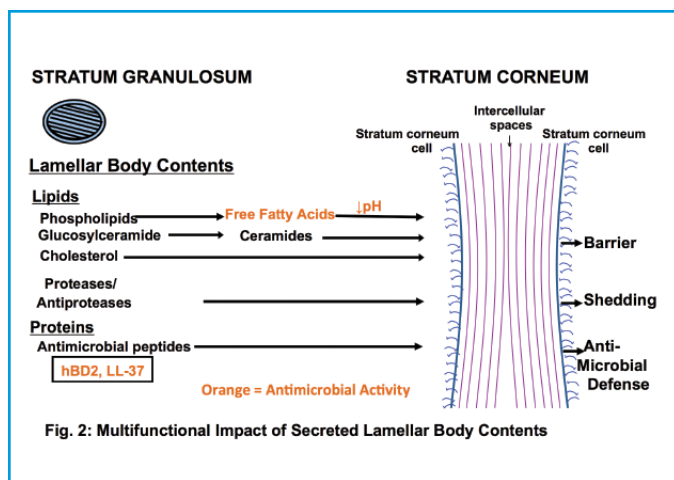 STRATUM GRANULOSUM
STRATUM CORNEUM
Intercellular
spaces
Stratum corneum
cell
Stratum corneum
cell
Lamellar Body Contents
Lipids
Phospholipids
Free Fatty Acids
↓pH
Glucosylceramide
Ceramides
Cholesterol
Barrier
Proteases/
Antiproteases
Shedding
Proteins
Antimicrobial peptides
Anti-
Microbial
Defense
hBD2, LL-37
Orange = Antimicrobial Activity
Fig. 2: Multifunctional Impact of Secreted Lamellar Body Contents